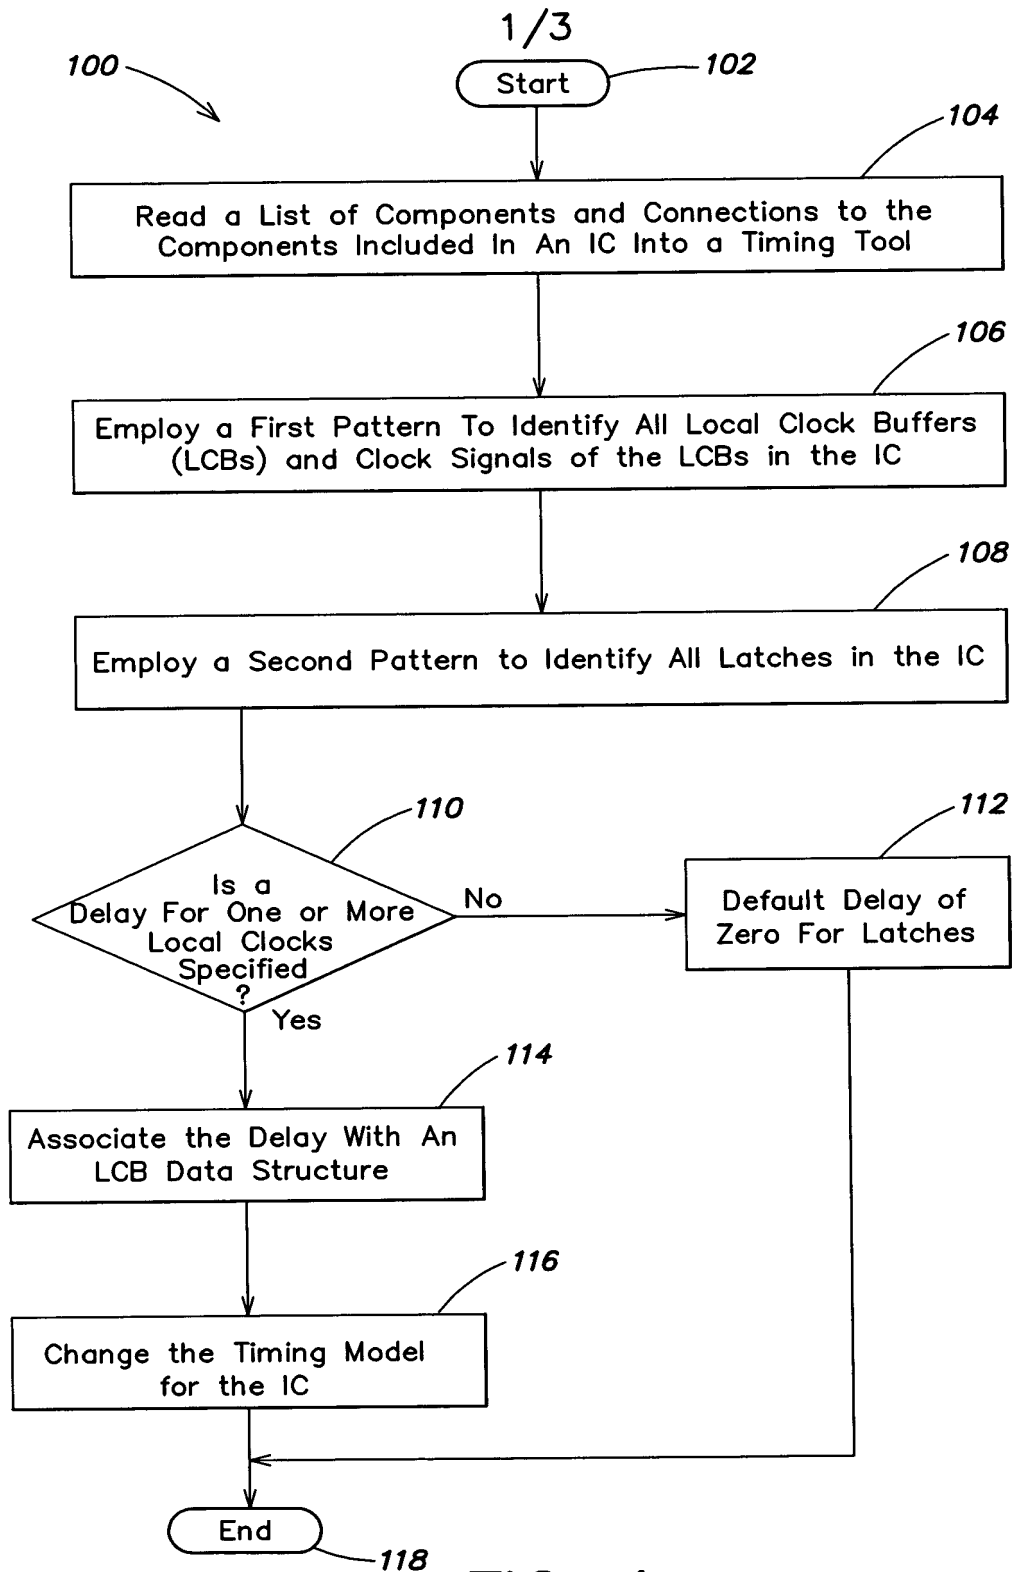 1/3
100
Start
102
104
Read a List of Components and Connections to the
Components Included In An IC Into a Timing Tool
106
Employ a First Pattern To Identify All Local Clock Buffers
(LCBs) and Clock Signals of the LCBs in the IC
108
Employ a Second Pattern to Identify All Latches in the IC
110
Is a
Delay For One or More
Local Clocks
Specified
?
No
Yes
112
Default Delay of
Zero For Latches
114
Associate the Delay With An
LCB Data Structure
116
Change the Timing Model
for the IC
End
118